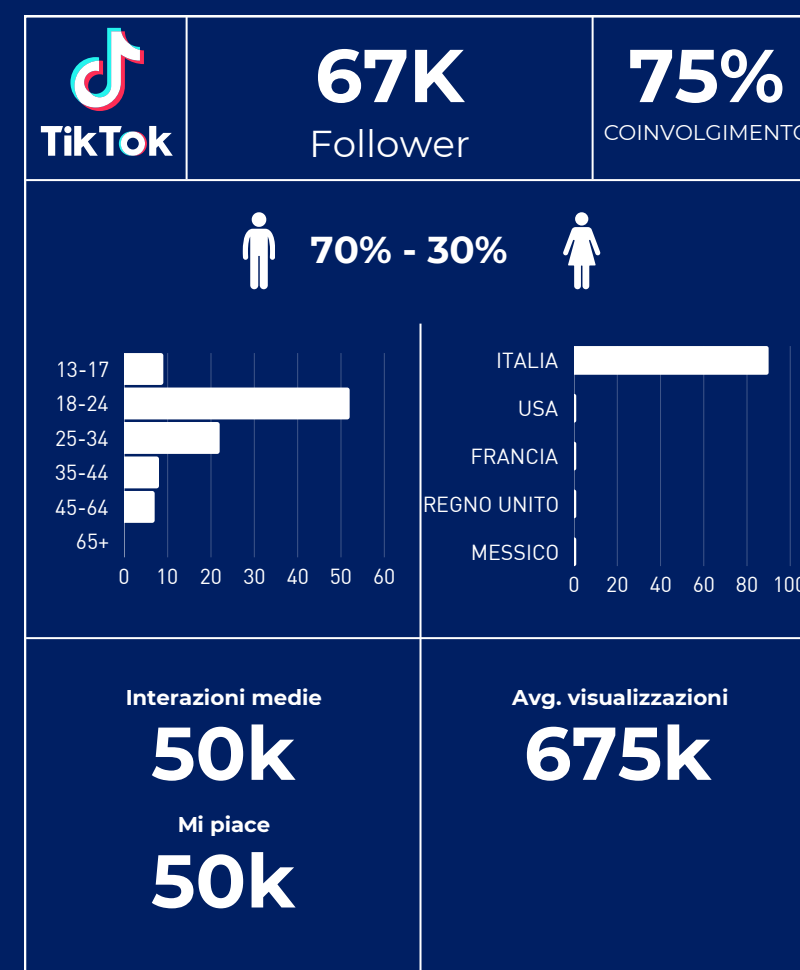 TikTok
67K
Follower
75%
COINVOLGIMENTO
70% - 30%
13-17
18-24
25-34
35-44
45-64
65+
0 10 20 30 40 50 60
ITALIA
USA
FRANCIA
REGNO UNITO
MESSICO
0 20 40 60 80 100
Interazioni medie
50k
Mi piace
50k
Avg. visualizzazioni
675k